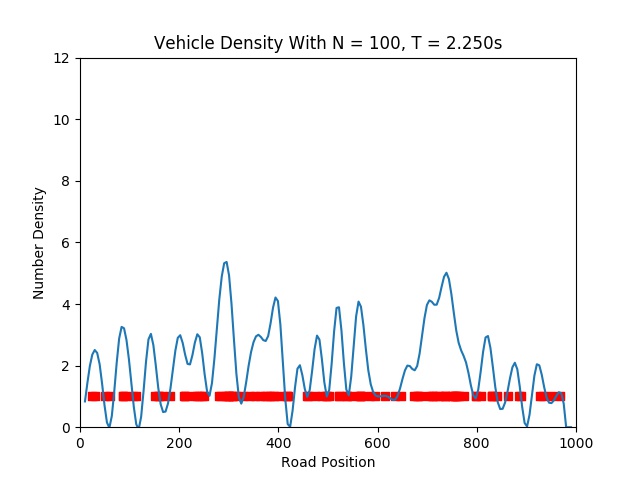 Vehicle Density With N = 100, T = 2.250s
12
10
8
6
4
2
0
Number Density
0 200 400 600 800 1000
Road Position